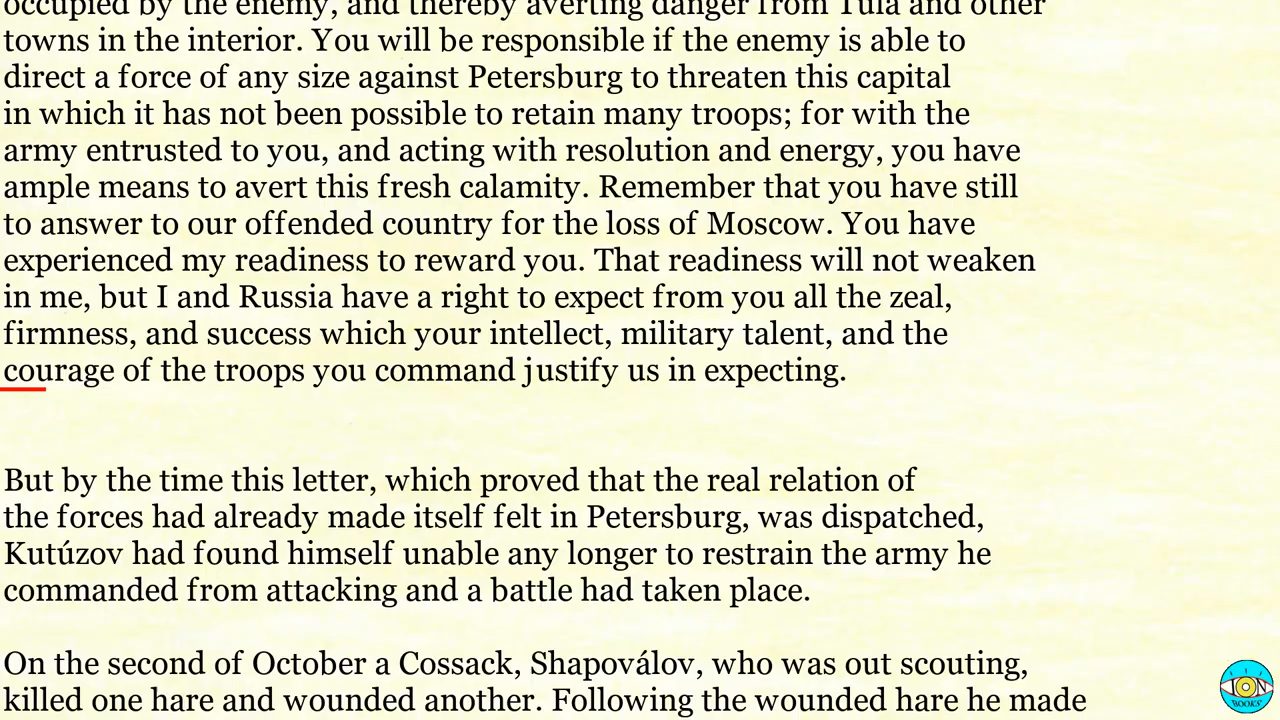 occupied by the enemy, and thereby averting danger from Tula and other
towns in the interior. You will be responsible if the enemy is able to
direct a force of any size against Petersburg to threaten this capital
in which it has not been possible to retain many troops; for with the
army entrusted to you, and acting with resolution and energy, you have
ample means to avert this fresh calamity. Remember that you have still
to answer to our offended country for the loss of Moscow. You have
experienced my readiness to reward you. That readiness will not weaken
in me, but I and Russia have a right to expect from you all the zeal,
firmness, and success which your intellect, military talent, and the
courage of the troops you command justify us in expecting.
But by the time this letter, which proved that the real relation of
the forces had already made itself felt in Petersburg, was dispatched,
Kutúzov had found himself unable any longer to restrain the army he
commanded from attacking and a battle had taken place.
On the second of October a Cossack, Shapoválov, who was out scouting,
killed one hare and wounded another. Following the wounded hare he made
ION
BOOKS